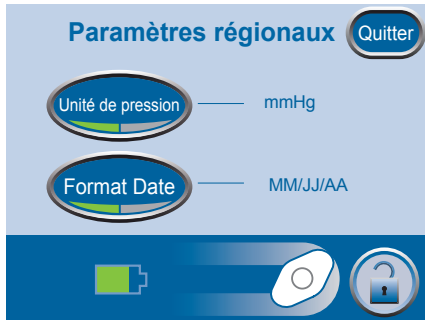 Paramètres régionaux
Quitter
Unité de pression
mmHg
Format Date
MM/JJ/AA